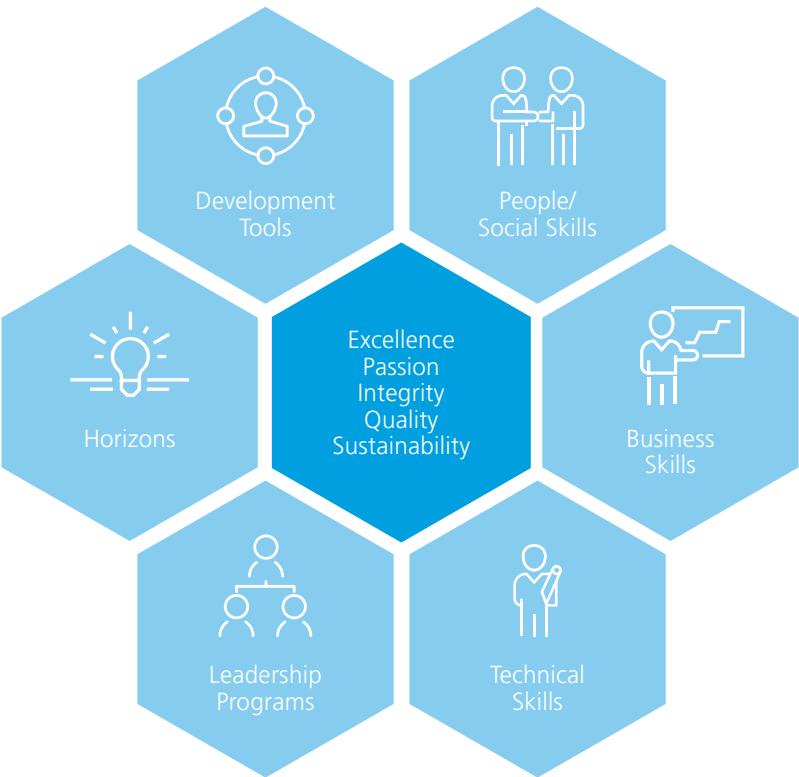 Development
Tools
People/
Social Skills
Horizons
Excellence
Passion
Integrity
Quality
Sustainability
Business
Skills
Leadership
Programs
Technical
Skills